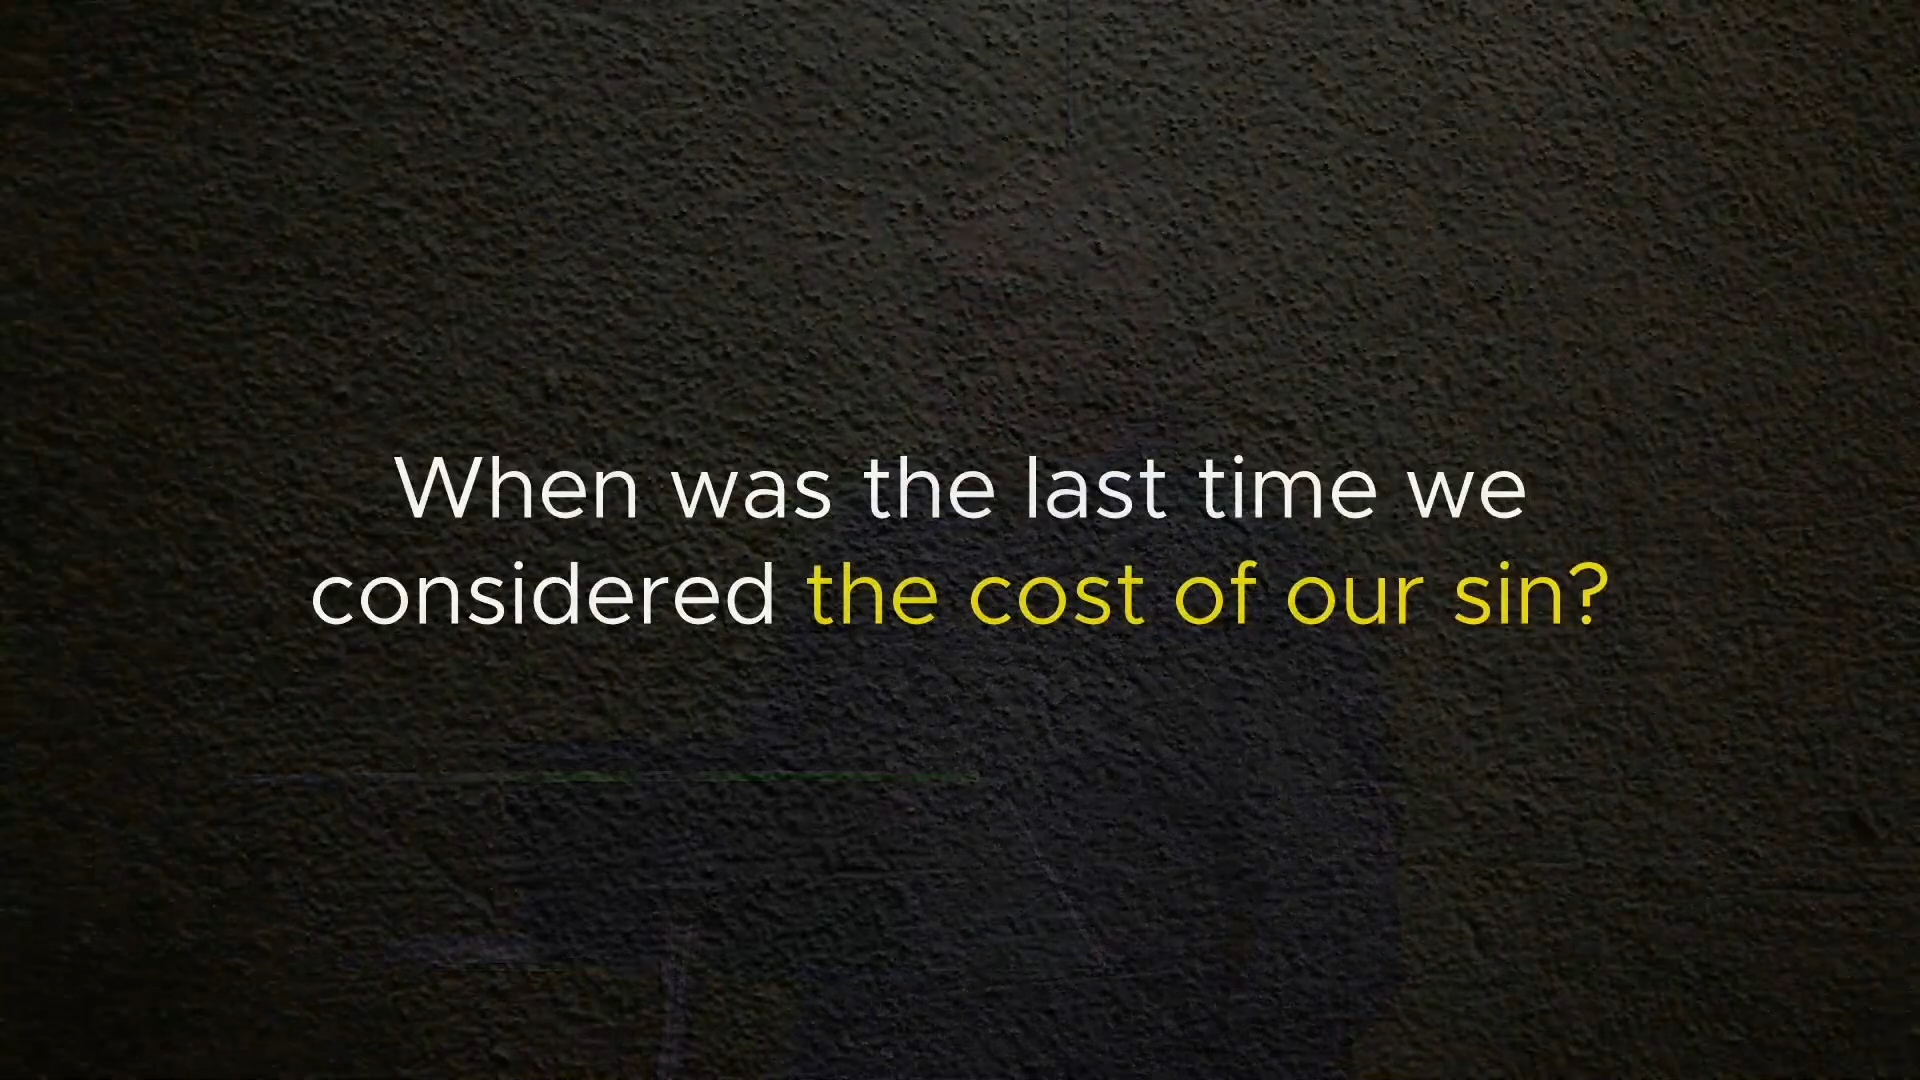 When was the last time we
considered the cost of our sin?